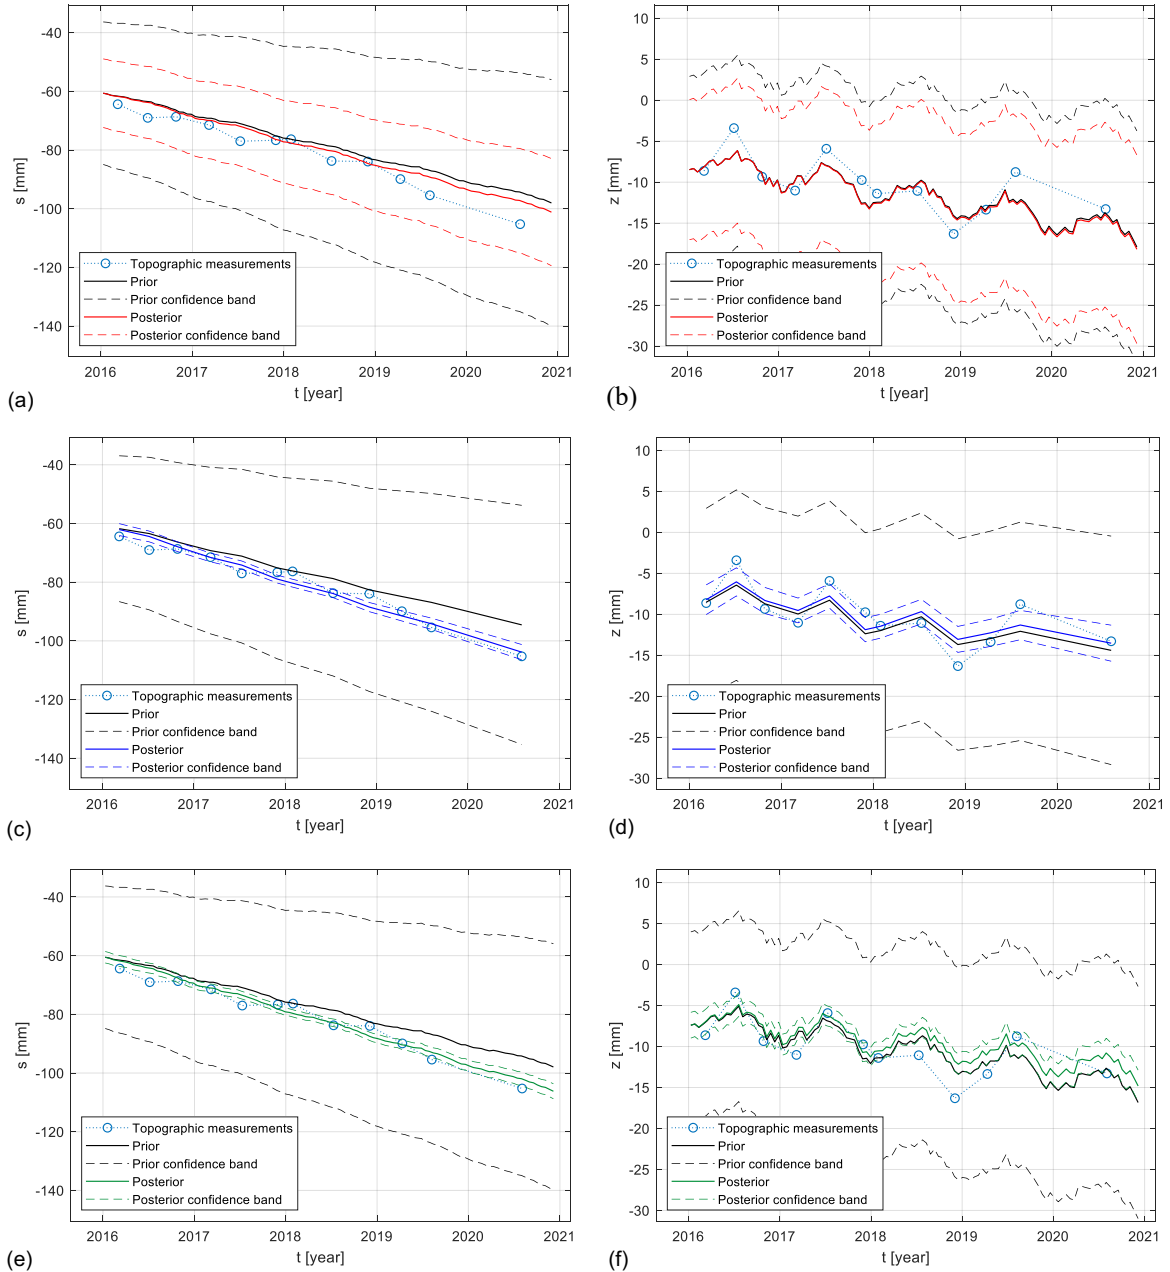 -40
-60
-80
-100
-120
-140
s [mm]
Topographic measurements
Prior
Prior confidence band
Posterior
Posterior confidence band
2016 2017 2018 2019 2020 2021
t [year]
(a)
10
5
0
-5
-10
-15
-20
-25
-30
z [mm]
Topographic measurements
Prior
Prior confidence band
Posterior
Posterior confidence band
2016 2017 2018 2019 2020 2021
t [year]
(b)
-40
-60
-80
-100
-120
-140
s [mm]
Topographic measurements
Prior
Prior confidence band
Posterior
Posterior confidence band
2016 2017 2018 2019 2020 2021
t [year]
(c)
10
5
0
-5
-10
-15
-20
-25
-30
z [mm]
Topographic measurements
Prior
Prior confidence band
Posterior
Posterior confidence band
2016 2017 2018 2019 2020 2021
t [year]
(d)
-40
-60
-80
-100
-120
-140
s [mm]
Topographic measurements
Prior
Prior confidence band
Posterior
Posterior confidence band
2016 2017 2018 2019 2020 2021
t [year]
(e)
10
5
0
-5
-10
-15
-20
-25
-30
z [mm]
Topographic measurements
Prior
Prior confidence band
Posterior
Posterior confidence band
2016 2017 2018 2019 2020 2021
t [year]
(f)